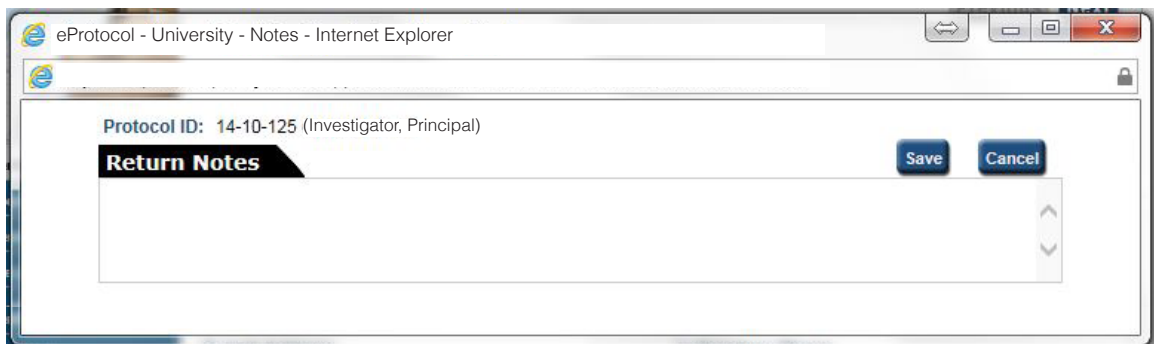 eProtocol - University - Notes - Internet Explorer
Protocol ID: 14-10-125 (Investigator, Principal)
Return Notes
Save Cancel